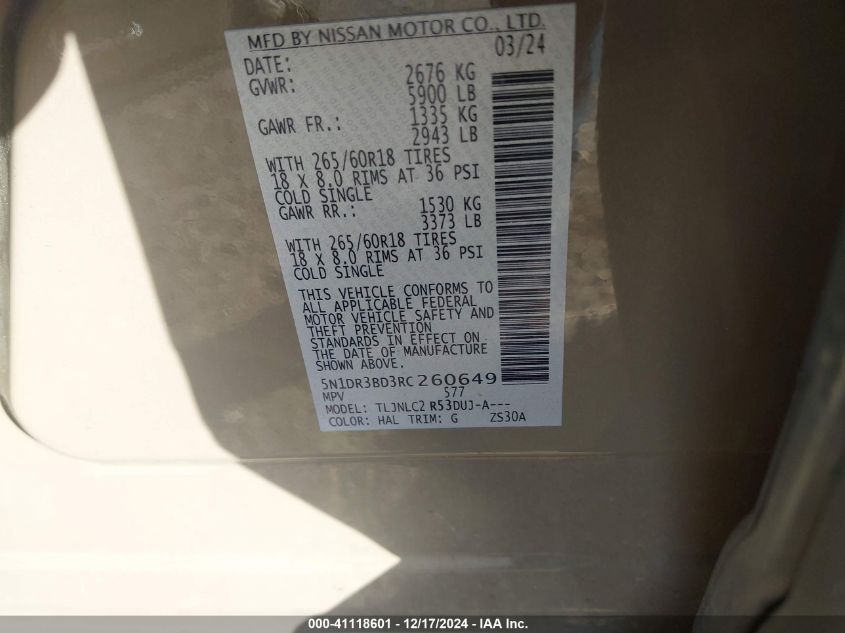 MFD BY NISSAN MOTOR CO., LTD.
DATE: 03/24
GVWR: 2676 KG
5900 LB
GAWR FR.: 1335 KG
2943 LB
WITH 265/60R18 TIRES
18 X 8.0 RIMS AT 36 PSI
COLD SINGLE
GAWR RR.: 1530 KG
3373 LB
WITH 265/60R18 TIRES
18 X 8.0 RIMS AT 36 PSI
COLD SINGLE
THIS VEHICLE CONFORMS TO
ALL APPLICABLE FEDERAL
MOTOR VEHICLE SAFETY AND
THEFT PREVENTION
STANDARDS IN EFFECT ON
THE DATE OF MANUFACTURE
SHOWN ABOVE.
5N1DR3BD3RC260649
MPV 577
MODEL: TLJNLC2 R53DUJ-A---
COLOR: HAL TRIM: G ZS30A
000-41118601 - 12/17/2024 - IAA Inc.